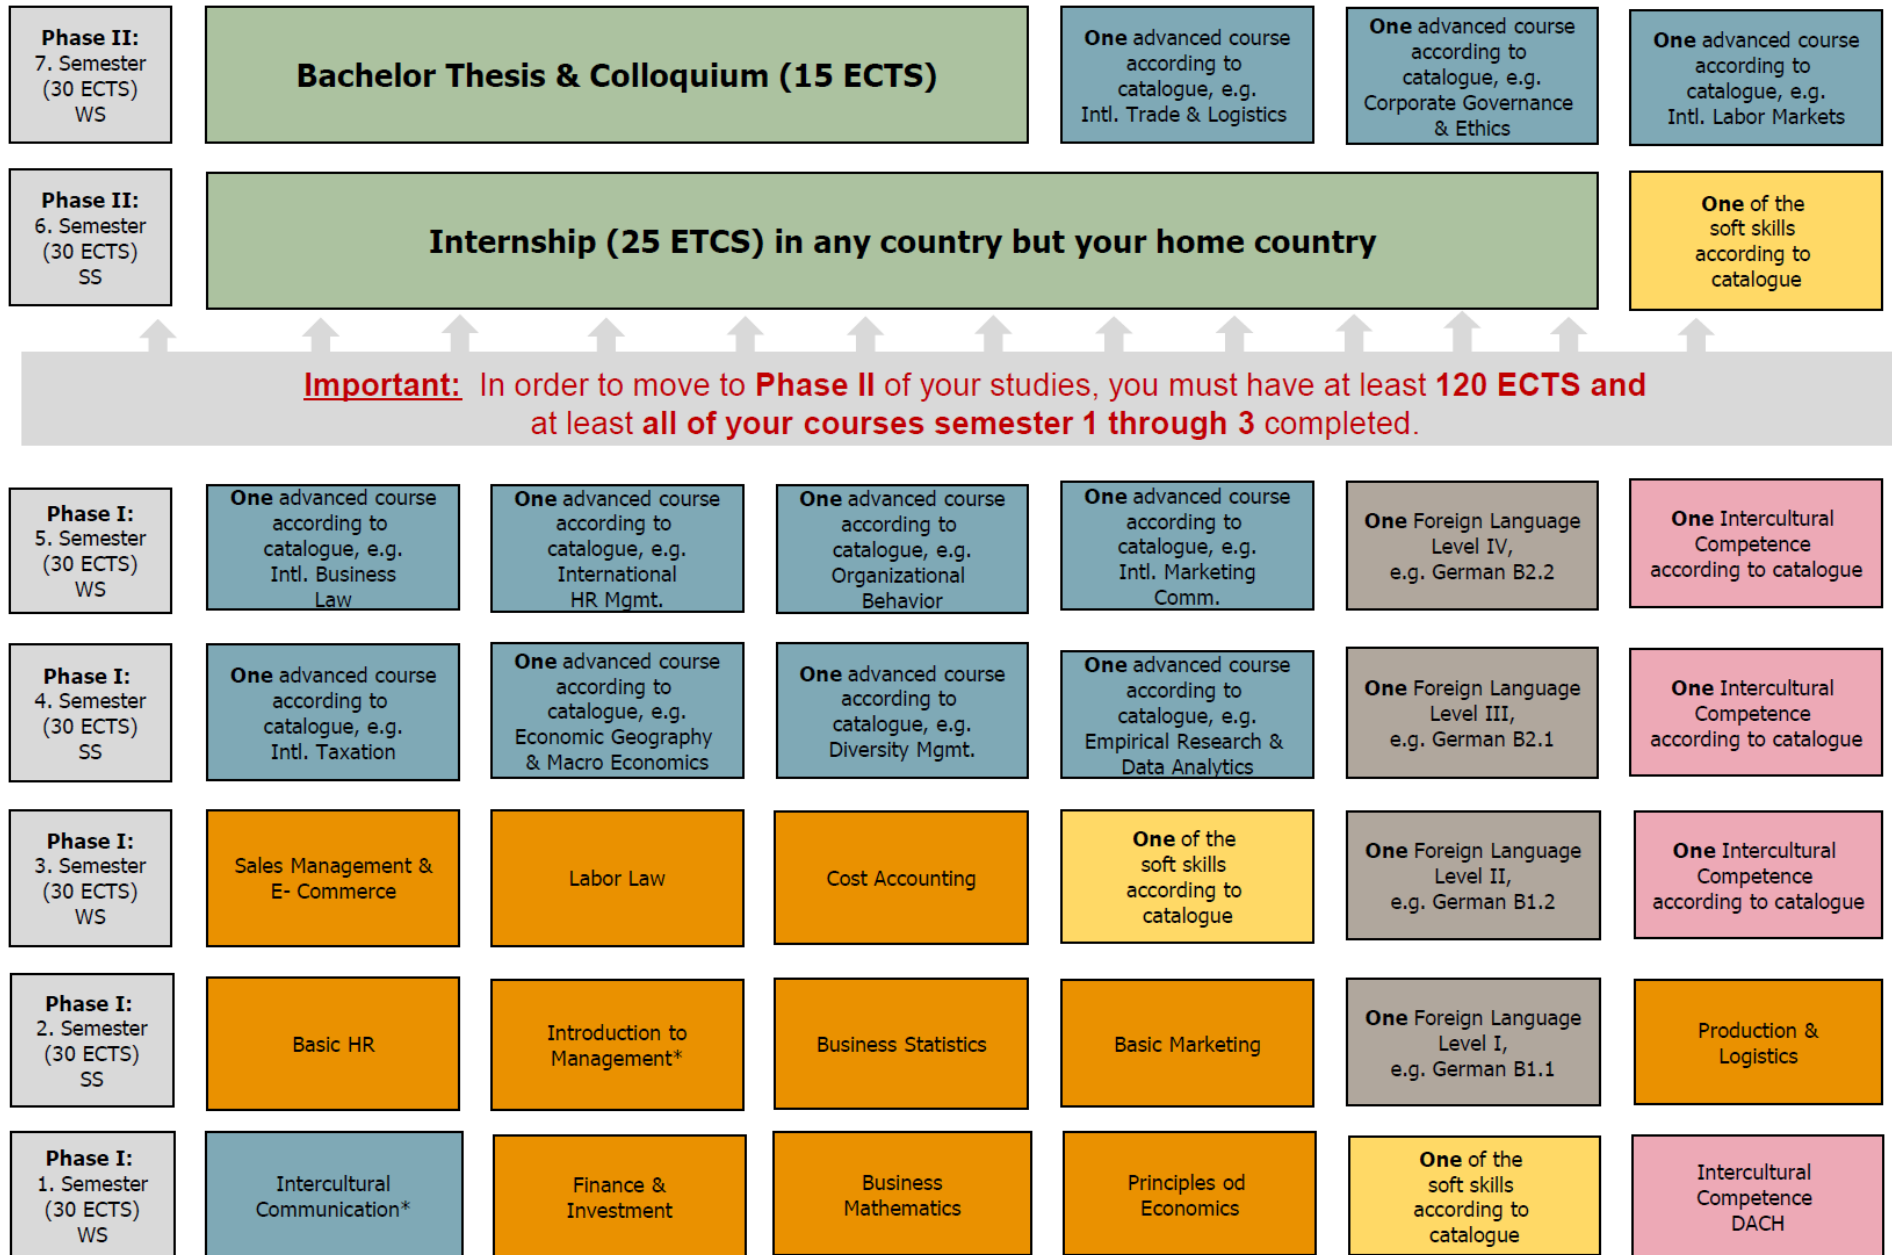 Phase II:
7. Semester
(30 ECTS)
WS
Bachelor Thesis & Colloquium (15 ECTS)
One advanced course
according to
catalogue, e.g.
Intl. Trade & Logistics
One advanced course
according to
catalogue, e.g.
Corporate Governance
& Ethics
One advanced course
according to
catalogue, e.g.
Intl. Labor Markets
Phase II:
6. Semester
(30 ECTS)
SS
Internship (25 ETCS) in any country but your home country
One of the
soft skills
according to
catalogue
Important: In order to move to Phase II of your studies, you must have at least 120 ECTS and
at least all of your courses semester 1 through 3 completed.
Phase I:
5. Semester
(30 ECTS)
WS
One advanced course
according to
catalogue, e.g.
Intl. Business
Law
One advanced course
according to
catalogue, e.g.
International
HR Mgmt.
One advanced course
according to
catalogue, e.g.
Organizational
Behavior
One advanced course
according to
catalogue, e.g.
Intl. Marketing
Comm.
One Foreign Language
Level IV,
e.g. German B2.2
One Intercultural
Competence
according to catalogue
Phase I:
4. Semester
(30 ECTS)
SS
One advanced course
according to
catalogue, e.g.
Intl. Taxation
One advanced course
according to
catalogue, e.g.
Economic Geography
& Macro Economics
One advanced course
according to
catalogue, e.g.
Diversity Mgmt.
One advanced course
according to
catalogue, e.g.
Empirical Research &
Data Analytics
One Foreign Language
Level III,
e.g. German B2.1
One Intercultural
Competence
according to catalogue
Phase I:
3. Semester
(30 ECTS)
WS
Sales Management &
E- Commerce
Labor Law
Cost Accounting
One of the
soft skills
according to
catalogue
One Foreign Language
Level II,
e.g. German B1.2
One Intercultural
Competence
according to catalogue
Phase I:
2. Semester
(30 ECTS)
SS
Basic HR
Introduction to
Management*
Business Statistics
Basic Marketing
One Foreign Language
Level I,
e.g. German B1.1
Production &
Logistics
Phase I:
1. Semester
(30 ECTS)
WS
Intercultural
Communication*
Finance &
Investment
Business
Mathematics
Principles od
Economics
One of the
soft skills
according to
catalogue
Intercultural
Competence
DACH